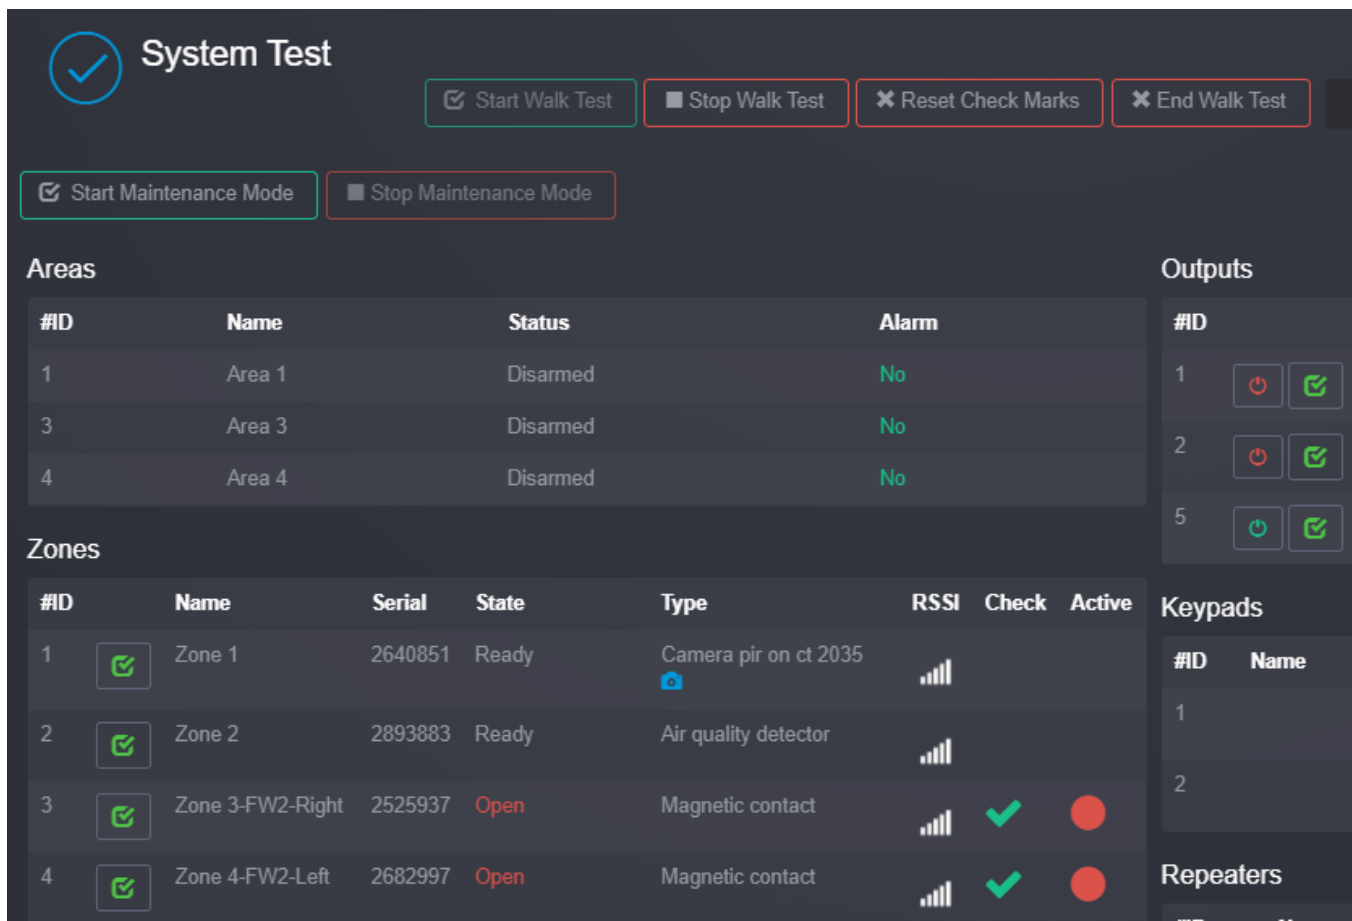 System Test
Start Walk Test Stop Walk Test Reset Check Marks End Walk Test
Start Maintenance Mode Stop Maintenance Mode
Areas
#ID Name Status Alarm
1 Area 1 Disarmed No
3 Area 3 Disarmed No
4 Area 4 Disarmed No
Zones
#ID Name Serial State Type RSSI Check Active
1 Zone 1 2640851 Ready Camera pir on ct 2035
2 Zone 2 2893883 Ready Air quality detector
3 Zone 3-FW2-Right 2525937 Open Magnetic contact
4 Zone 4-FW2-Left 2682997 Open Magnetic contact
Outputs
#ID
1
2
5
Keypads
#ID Name
1
2
Repeaters